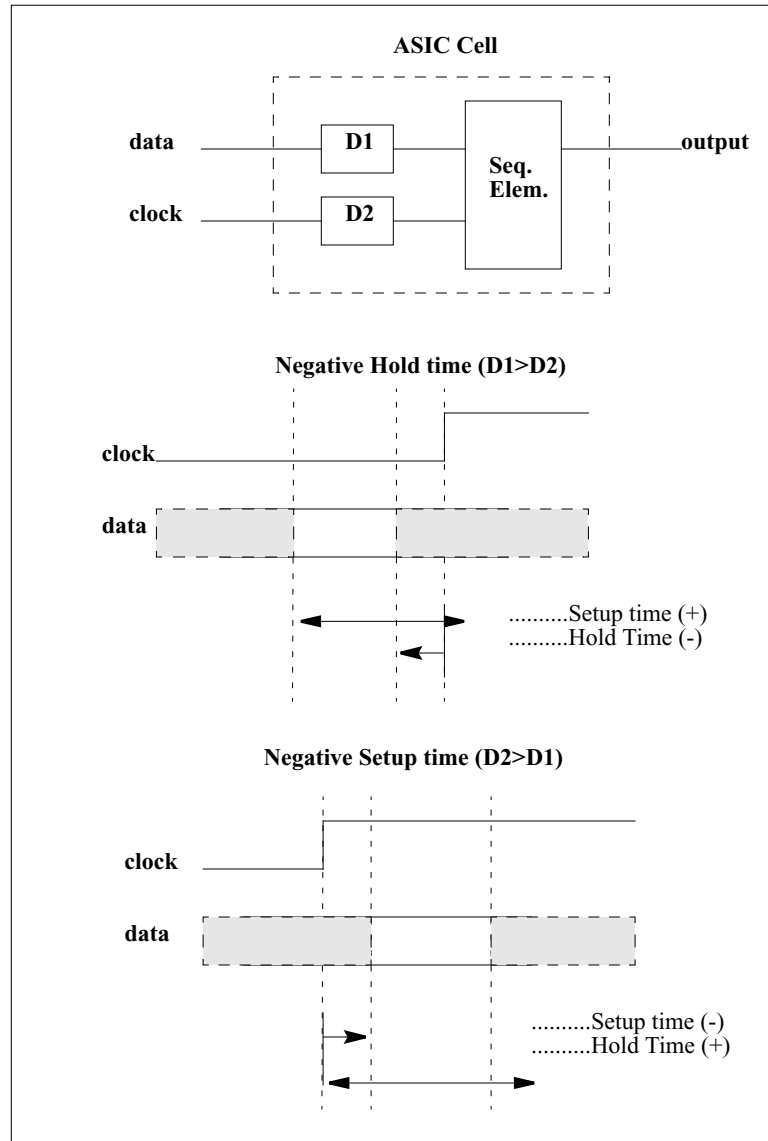 ASIC Cell
data
D1
Seq.
Elem.
output
clock
D2
Negative Hold time (D1>D2)
clock
data
..........Setup time (+)
..........Hold Time (-)
Negative Setup time (D2>D1)
clock
data
..........Setup time (-)
..........Hold Time (+)